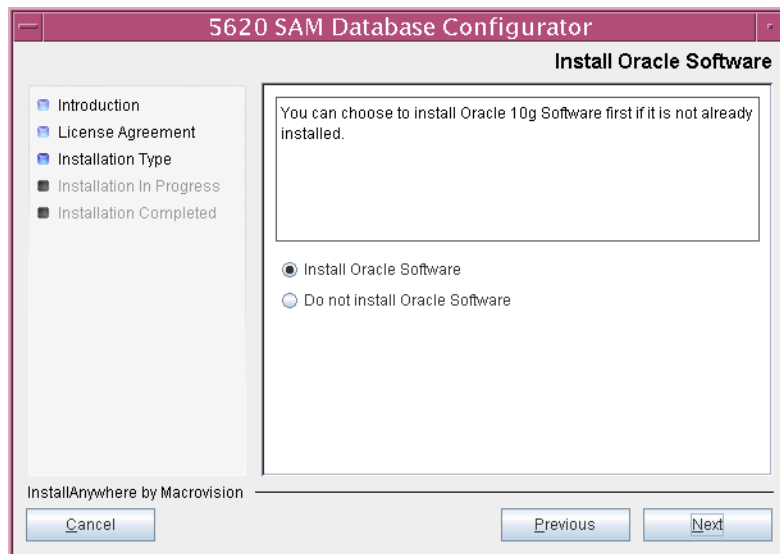 5620 SAM Database Configurator
Install Oracle Software
Introduction
License Agreement
Installation Type
Installation In Progress
Installation Completed
You can choose to install Oracle 10g Software first if it is not already
installed.
Install Oracle Software
Do not install Oracle Software
InstallAnywhere by Macrovision
Cancel
Previous
Next